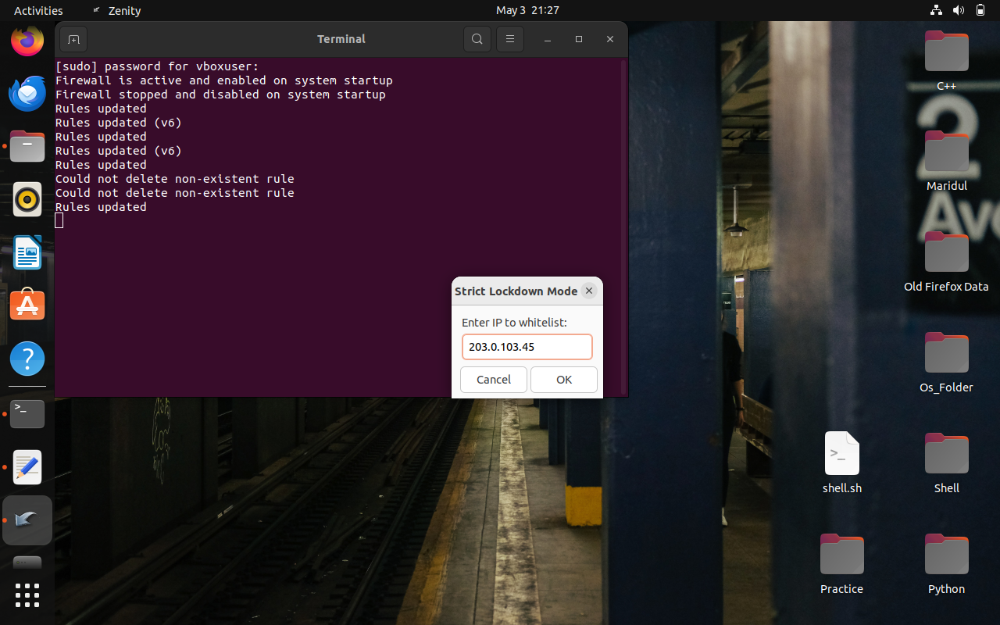 Activities
Zenity
May 3 21:27
Terminal
[sudo] password for vboxuser:
Firewall is active and enabled on system startup
Firewall stopped and disabled on system startup
Rules updated
Rules updated (v6)
Rules updated
Rules updated (v6)
Rules updated
Could not delete non-existent rule
Could not delete non-existent rule
Rules updated
Strict Lockdown Mode
Enter IP to whitelist:
203.0.103.45
Cancel
OK
C++
2
Maridul
Ave
Old Firefox Data
Os_Folder
shell.sh
Shell
Practice
Python